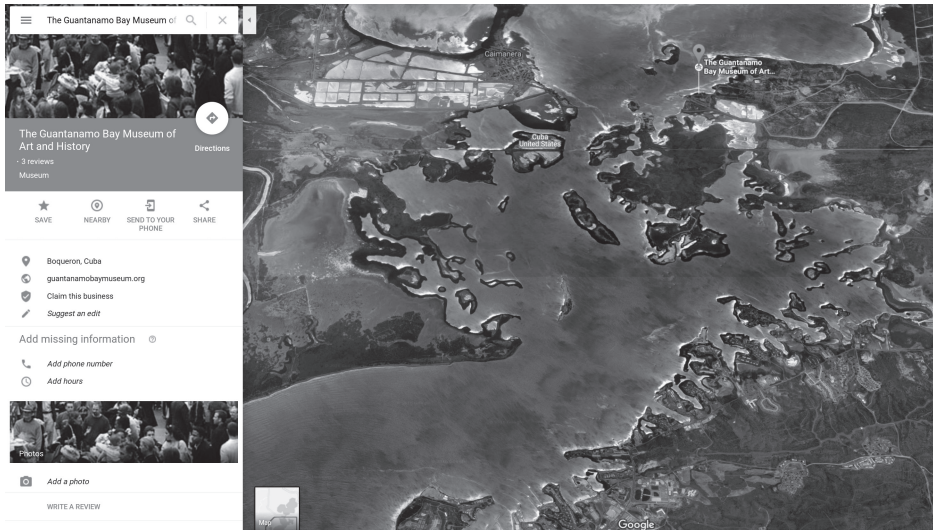 The Guantanamo Bay Museum of
The Guantanamo Bay Museum of
Art and History
· 3 reviews
Museum
Directions
SAVE
NEARBY
SEND TO YOUR
PHONE
SHARE
Boqueron, Cuba
guantanamobaymuseum.org
Claim this business
Suggest an edit
Add missing information
Add phone number
Add hours
Photos
Add a photo
WRITE A REVIEW
Caimanera
The Guantanamo
Bay Museum of Art...
Cuba
United States
Map
Google